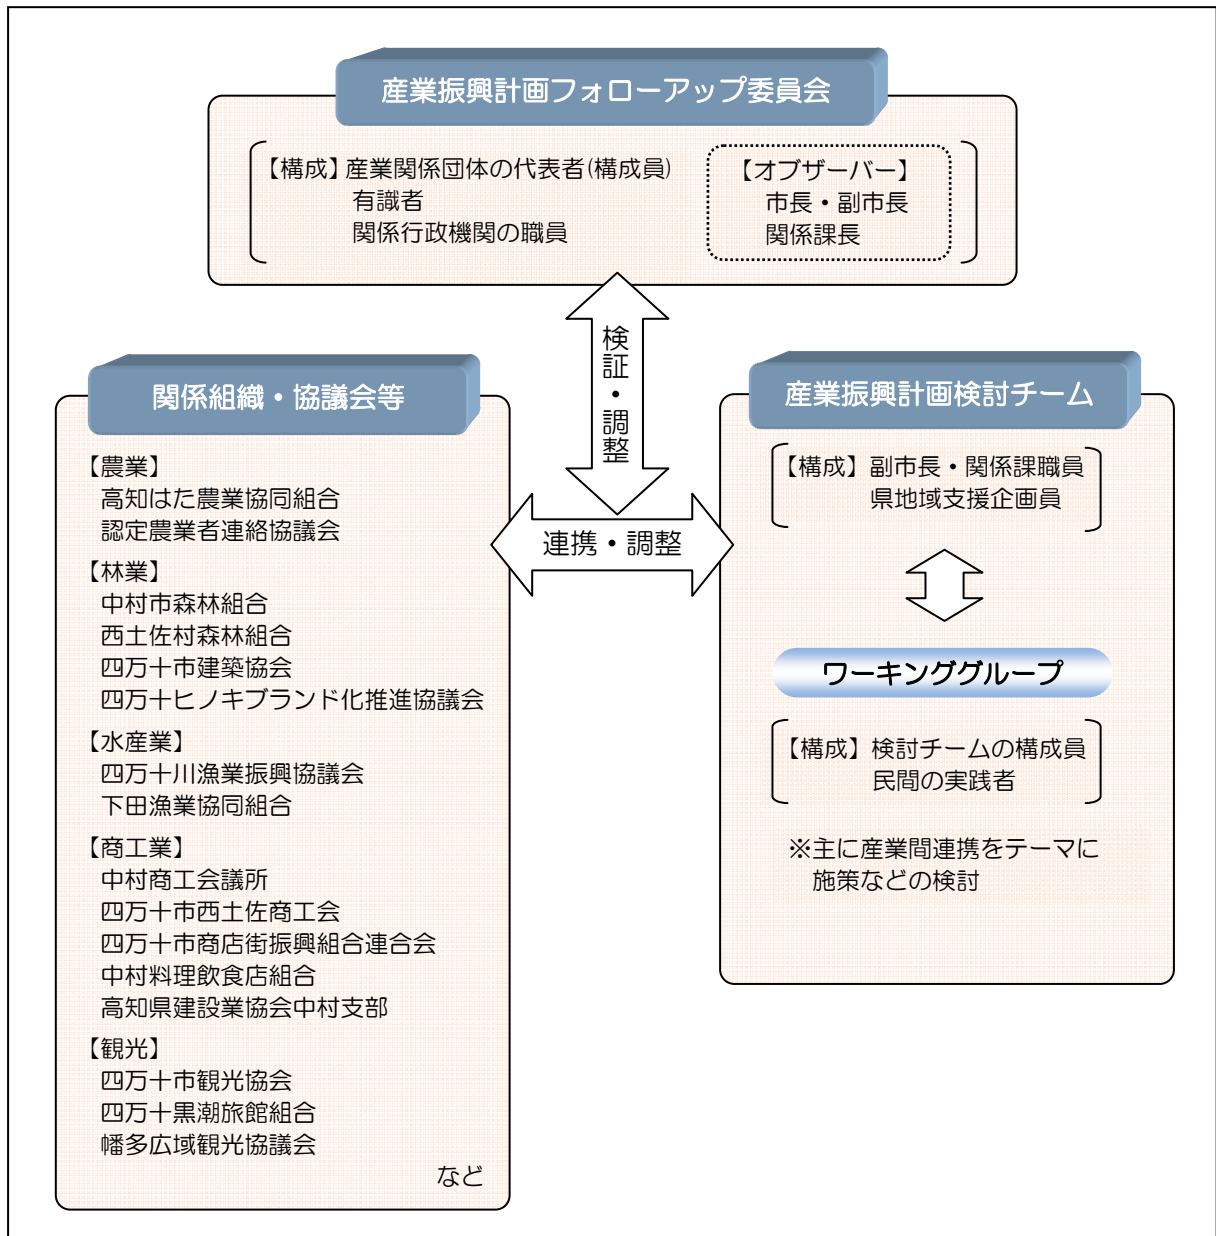 産業振興計画フォローアップ委員会
【構成】産業関係団体の代表者(構成員)
有識者
関係行政機関の職員
【オブザーバー】
市長・副市長
関係課長
検証・調整
関係組織・協議会等
【農業】
高知はた農業協同組合
認定農業者連絡協議会
【林業】
中村市森林組合
西土佐村森林組合
四万十市建築協会
四万十ヒノキブランド化推進協議会
【水産業】
四万十川漁業振興協議会
下田漁業協同組合
【商工業】
中村商工会議所
四万十市西土佐商工会
四万十市商店街振興組合連合会
中村料理飲食店組合
高知県建設業協会中村支部
【観光】
四万十市観光協会
四万十黒潮旅館組合
幡多広域観光協議会
など
連携・調整
産業振興計画検討チーム
【構成】副市長・関係課職員
県地域支援企画員
ワーキンググループ
【構成】検討チームの構成員
民間の実践者
※主に産業間連携をテーマに
施策などの検討